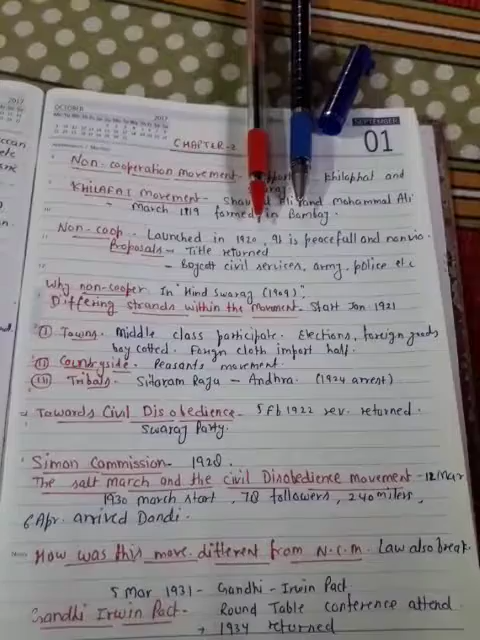 2017
OCTOBER
2017
SEPTEMBER
01
CHAPTER-2
Non-cooperation movement - Khilaphat and
KHILAFAT movement - Ali and Mohammal Ali
- March 1919 formed in Bombay.
Non-Coop - Launched in 1920, It is peacefull and nonvio.
Proposals - Title returned
- Boycott civil services, army, police etc
Why non-cooper In "Hind Swaraj (1909)".
Differing strands within the movement - Start Jan 1921
(I) Towns. Middle class participate. Elections, foreign goods
boycotted. Foreign cloth import half.
(II) Countryside. Peasants movement.
(III) Tribals. Sitaram Raju - Andhra. (1924 arrest)
Towards Civil Disobedience - 5 Fb 1922 rev. returned.
Swaraj Party.
Simon Commission - 1928.
The salt march and the civil Disobedience movement - 12 Mar
1930 march start, 78 followers, 240 milers,
6 Apr. arrived Dandi.
How was this move. different from N.C.M. Law also break.
5 Mar 1931 - Gandhi-Irwin Pact
Gandhi Irwin Pact - Round Table conference attend.
→ 1934 returned